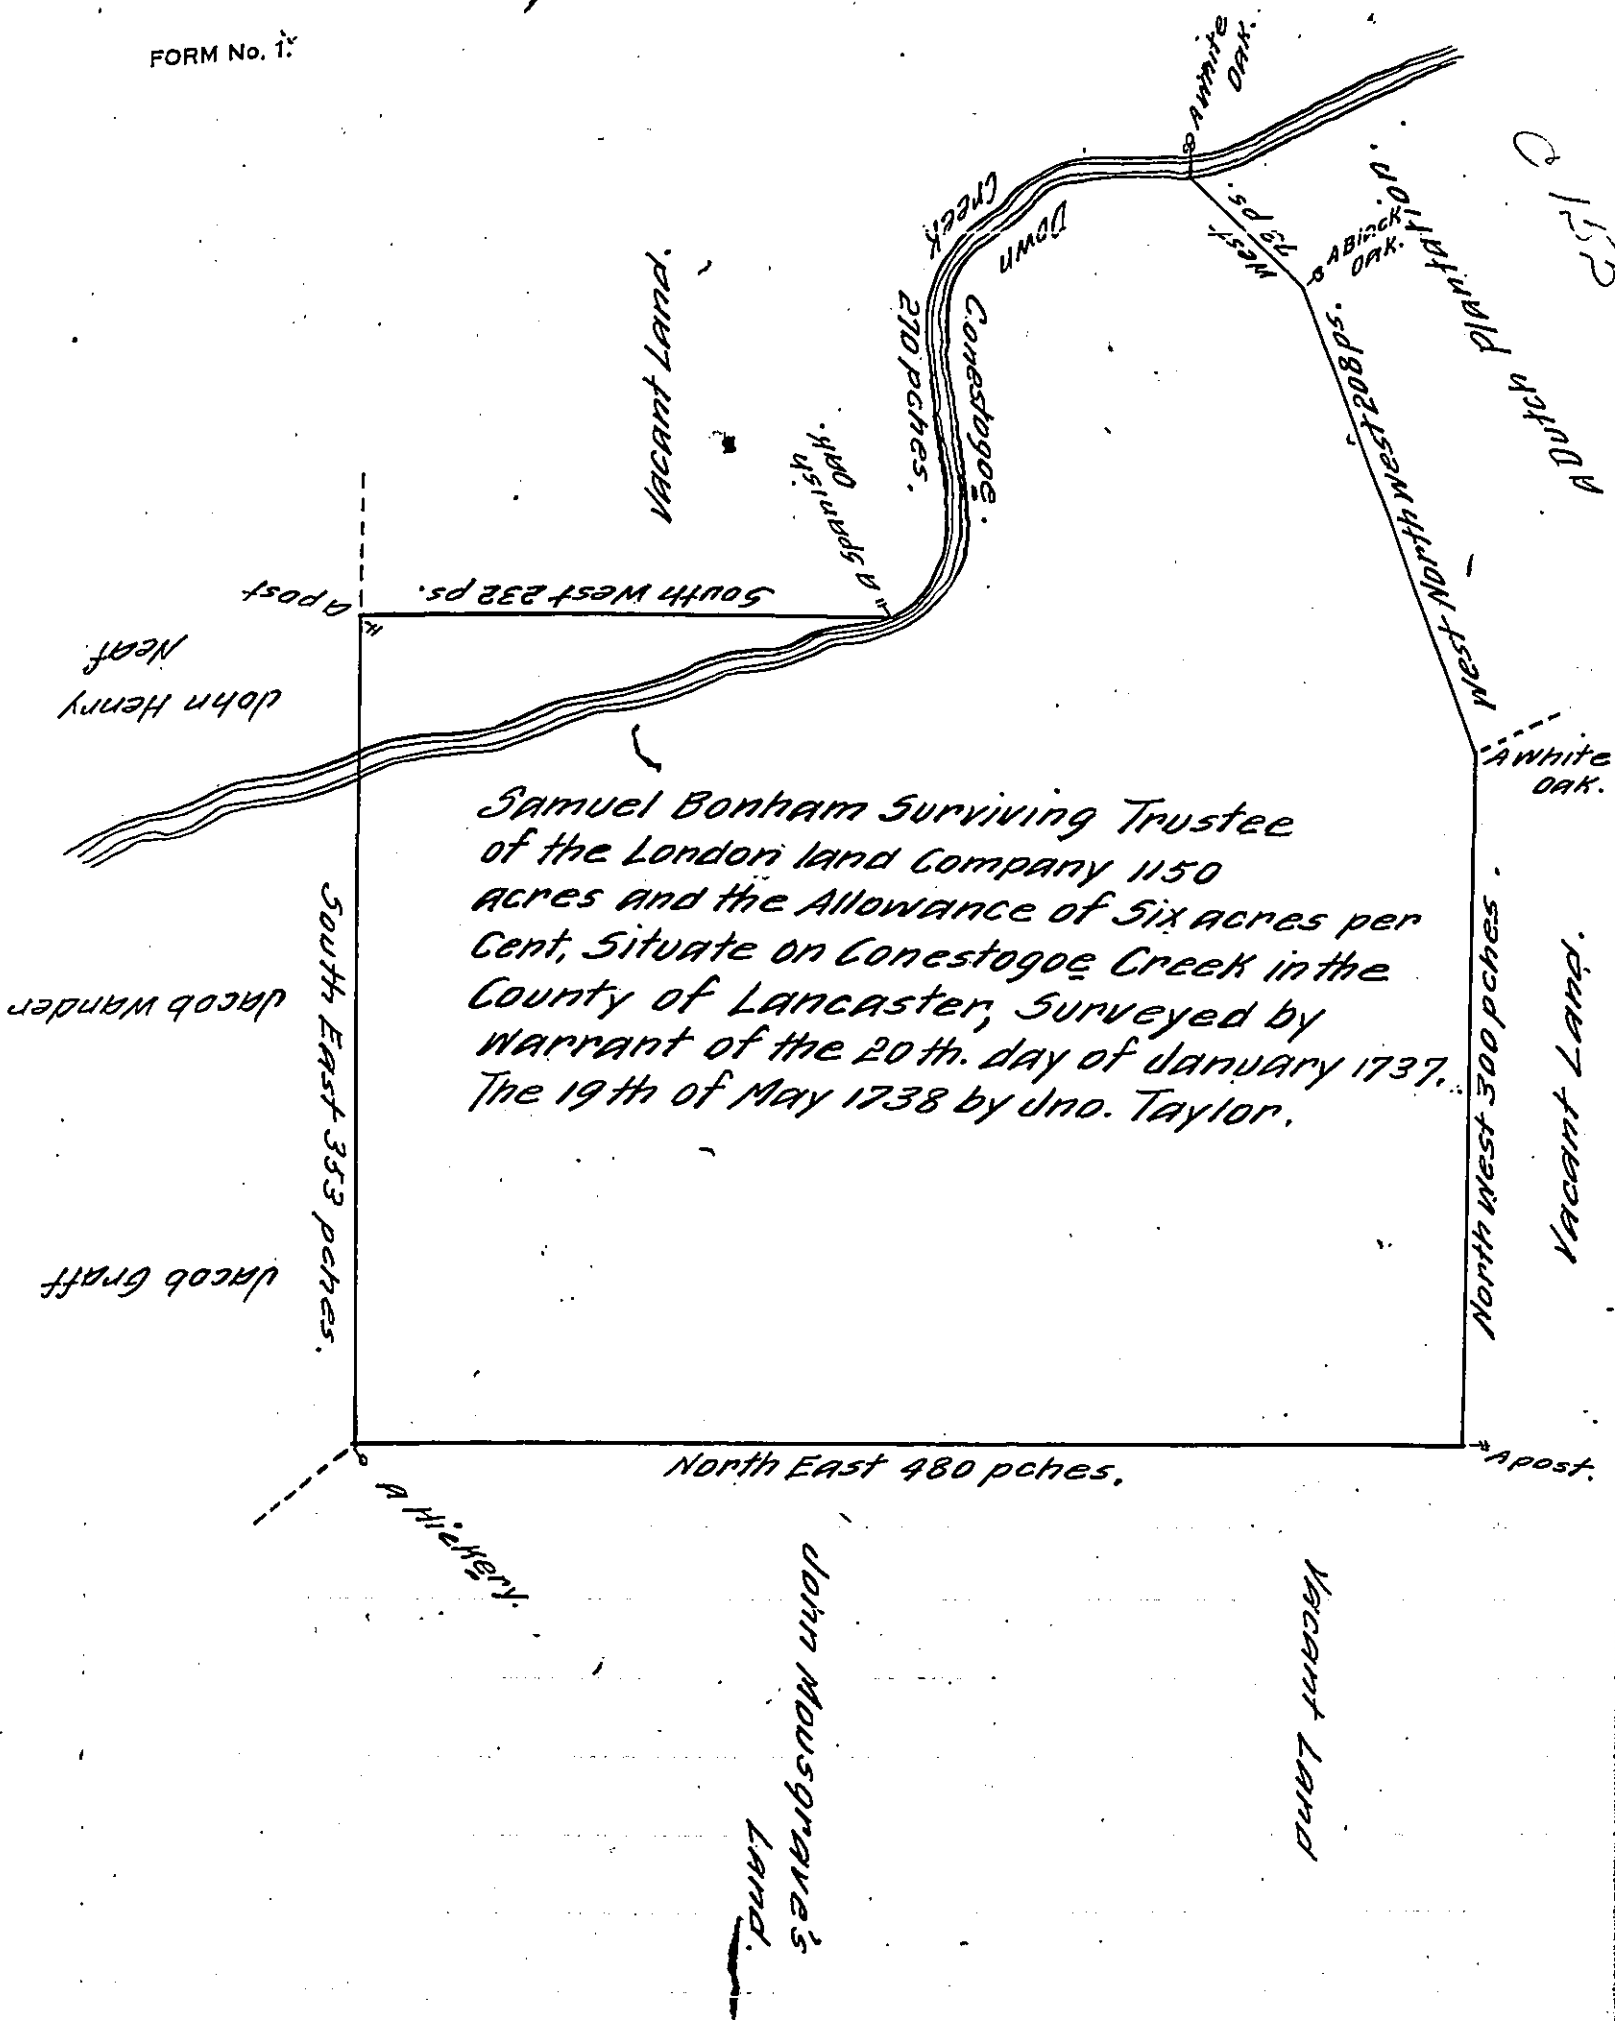 FORM No. 1.
A White
Oak.
C 152
West
79 ps.
A Black
Oak.
A Dutch plantation.
Creek
Down
Conestogoe.
270 pches.
Vacant Land.
A Spanish
Oak.
West North West 208 ps.
South West 232 ps.
a post
John Henry
Neaf
A White
Oak.
Samuel Bonham Surviving Trustee
of the London land Company 1150
acres and the Allowance of Six acres per
Cent, Situate on Conestogoe Creek in the
County of Lancaster, Surveyed by
Warrant of the 20th. day of January 1737.
The 19th of May 1738 by Jno. Taylor.
South East 353 pches.
Jacob Wander
Jacob Graff
North West 300 pches.
Vacant Land.
North East 480 pches.
A post.
A Hickery.
John Mousgrave's
Land.
Vacant Land